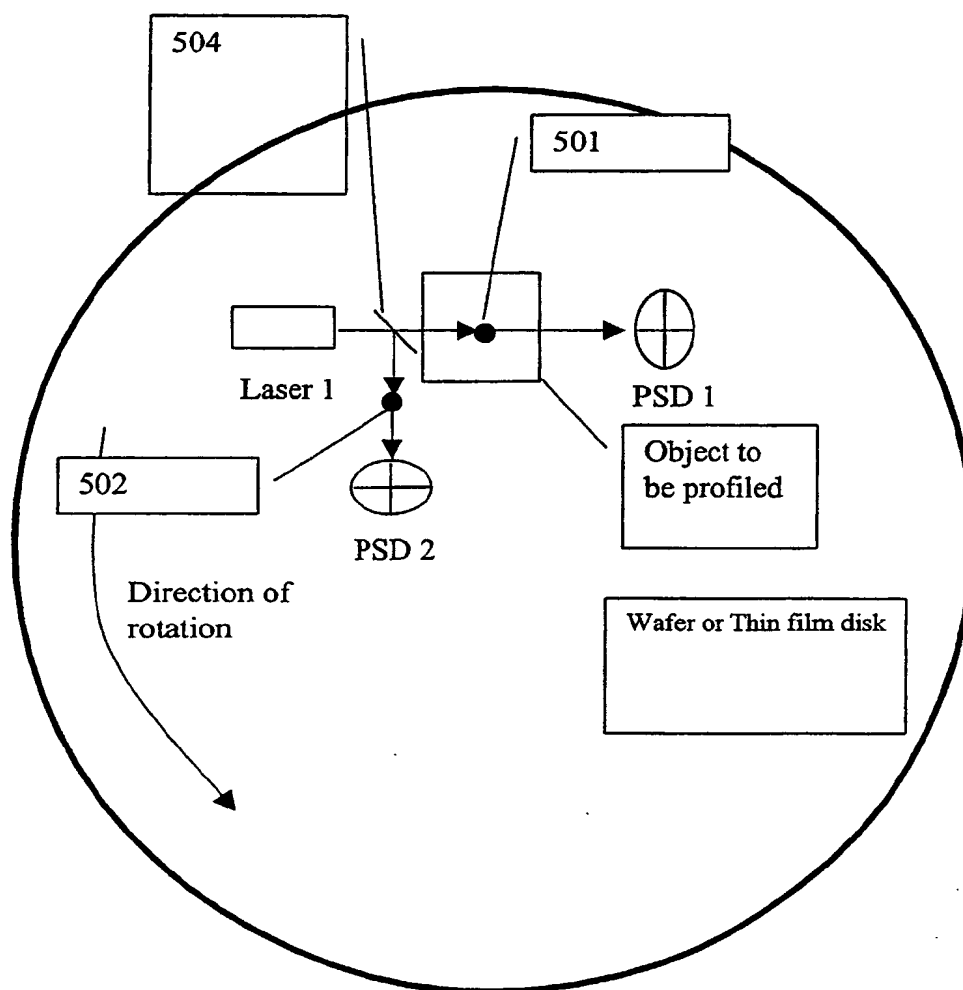 504
501
Laser 1
PSD 1
Object to
be profiled
502
PSD 2
Direction of
rotation
Wafer or Thin film disk